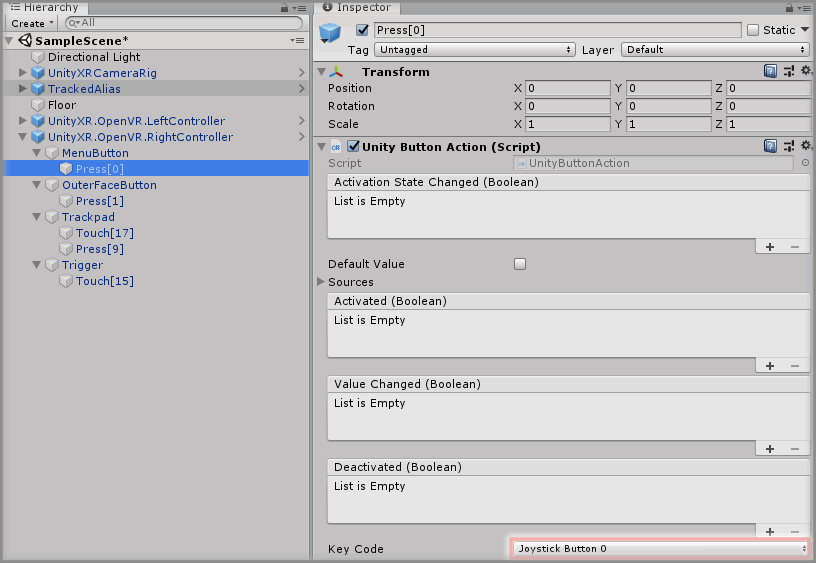 Hierarchy
Create
All
SampleScene*
Directional Light
UnityXRCameraRig
TrackedAlias
Floor
UnityXR.OpenVR.LeftController
UnityXR.OpenVR.RightController
MenuButton
Press[0]
OuterFaceButton
Press[1]
Trackpad
Touch[17]
Press[9]
Trigger
Touch[15]
Inspector
Press[0] Static
Tag Untagged Layer Default
Transform
Position X 0 Y 0 Z 0
Rotation X 0 Y 0 Z 0
Scale X 1 Y 1 Z 1
Unity Button Action (Script)
Script UnityButtonAction
Activation State Changed (Boolean)
List is Empty
Default Value
Sources
Activated (Boolean)
List is Empty
Value Changed (Boolean)
List is Empty
Deactivated (Boolean)
List is Empty
Key Code Joystick Button 0